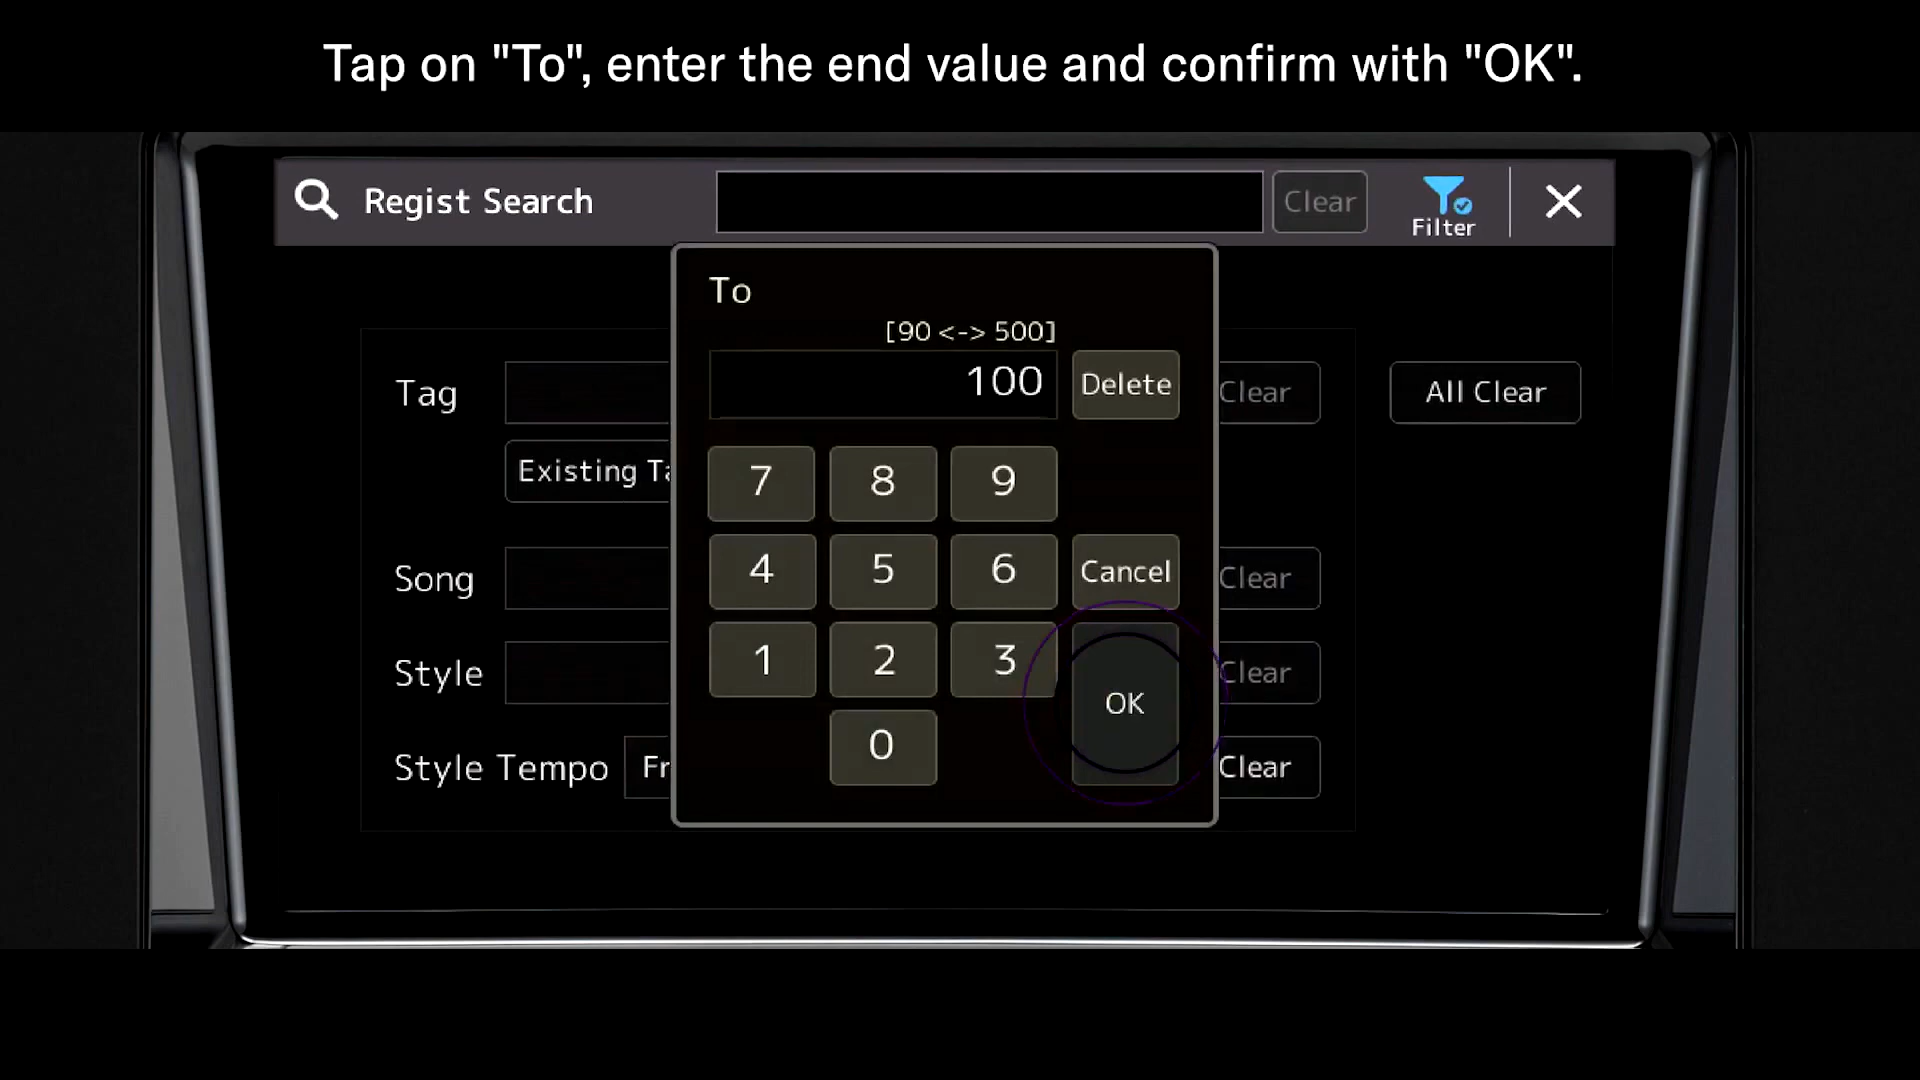 Tap on "To", enter the end value and confirm with "OK".
Regist Search
Clear
Filter
To
[90 <-> 500]
100
Delete
Tag
Clear
All Clear
Existing
7 8 9
4 5 6
Cancel
Song
Clear
1 2 3
OK
Style
Clear
0
Style Tempo
Clear